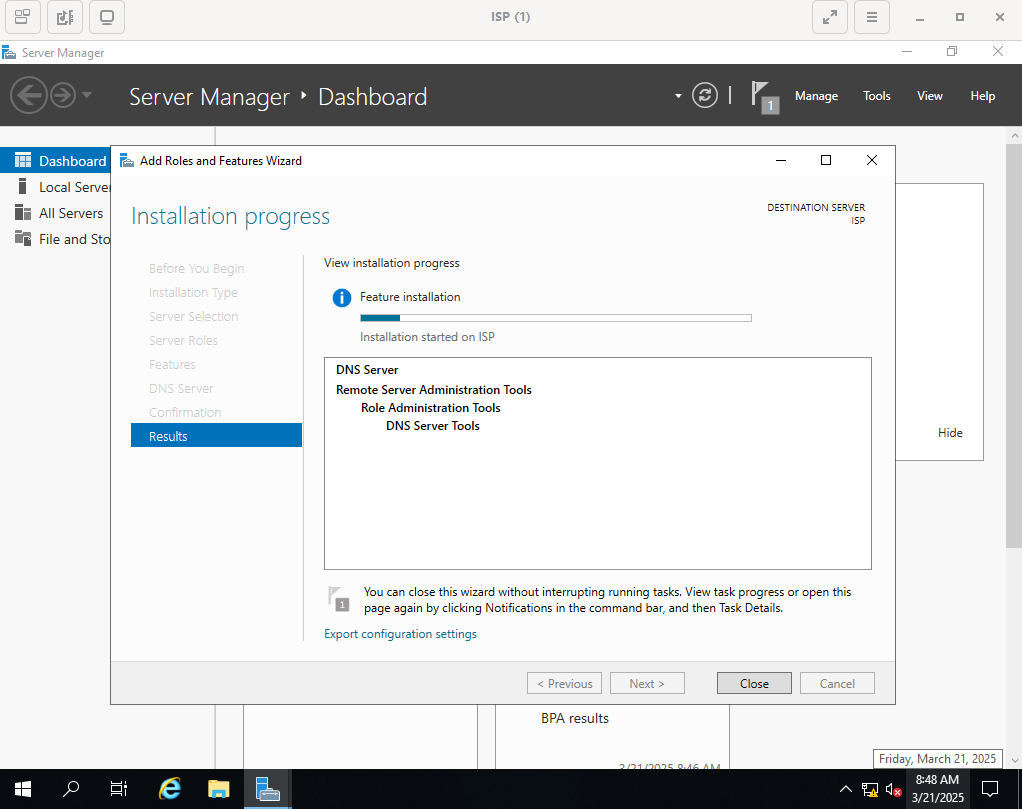 ISP (1)
Server Manager
Server Manager
Dashboard
1
Manage
Tools
View
Help
Dashboard
Local Server
All Servers
File and Sto
Add Roles and Features Wizard
Installation progress
DESTINATION SERVER
ISP
Before You Begin
Installation Type
Server Selection
Server Roles
Features
DNS Server
Confirmation
Results
View installation progress
Feature installation
Installation started on ISP
DNS Server
Remote Server Administration Tools
Role Administration Tools
DNS Server Tools
Hide
1
You can close this wizard without interrupting running tasks. View task progress or open this
page again by clicking Notifications in the command bar, and then Task Details.
Export configuration settings
< Previous
Next >
Close
Cancel
BPA results
3/21/2025 8:46 AM
Friday, March 21, 2025
8:48 AM
3/21/2025